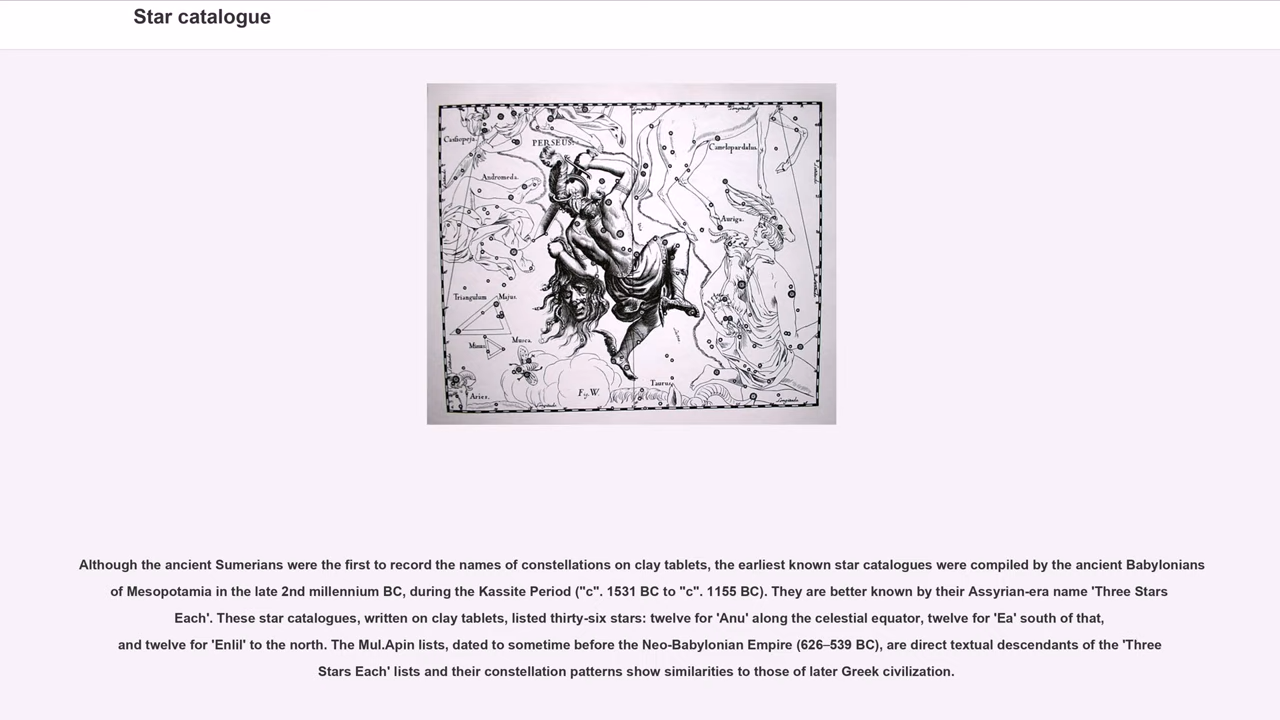 Star catalogue
PERSEUS.
Cassiopeja.
Camelopardalus.
Andromeda.
Auriga.
Triangulum Majus.
Minus
Musca.
Taurus.
Fig. W.
Aries.
Although the ancient Sumerians were the first to record the names of constellations on clay tablets, the earliest known star catalogues were compiled by the ancient Babylonians
of Mesopotamia in the late 2nd millennium BC, during the Kassite Period ("c". 1531 BC to "c". 1155 BC). They are better known by their Assyrian-era name 'Three Stars
Each'. These star catalogues, written on clay tablets, listed thirty-six stars: twelve for 'Anu' along the celestial equator, twelve for 'Ea' south of that,
and twelve for 'Enlil' to the north. The Mul.Apin lists, dated to sometime before the Neo-Babylonian Empire (626–539 BC), are direct textual descendants of the 'Three
Stars Each' lists and their constellation patterns show similarities to those of later Greek civilization.